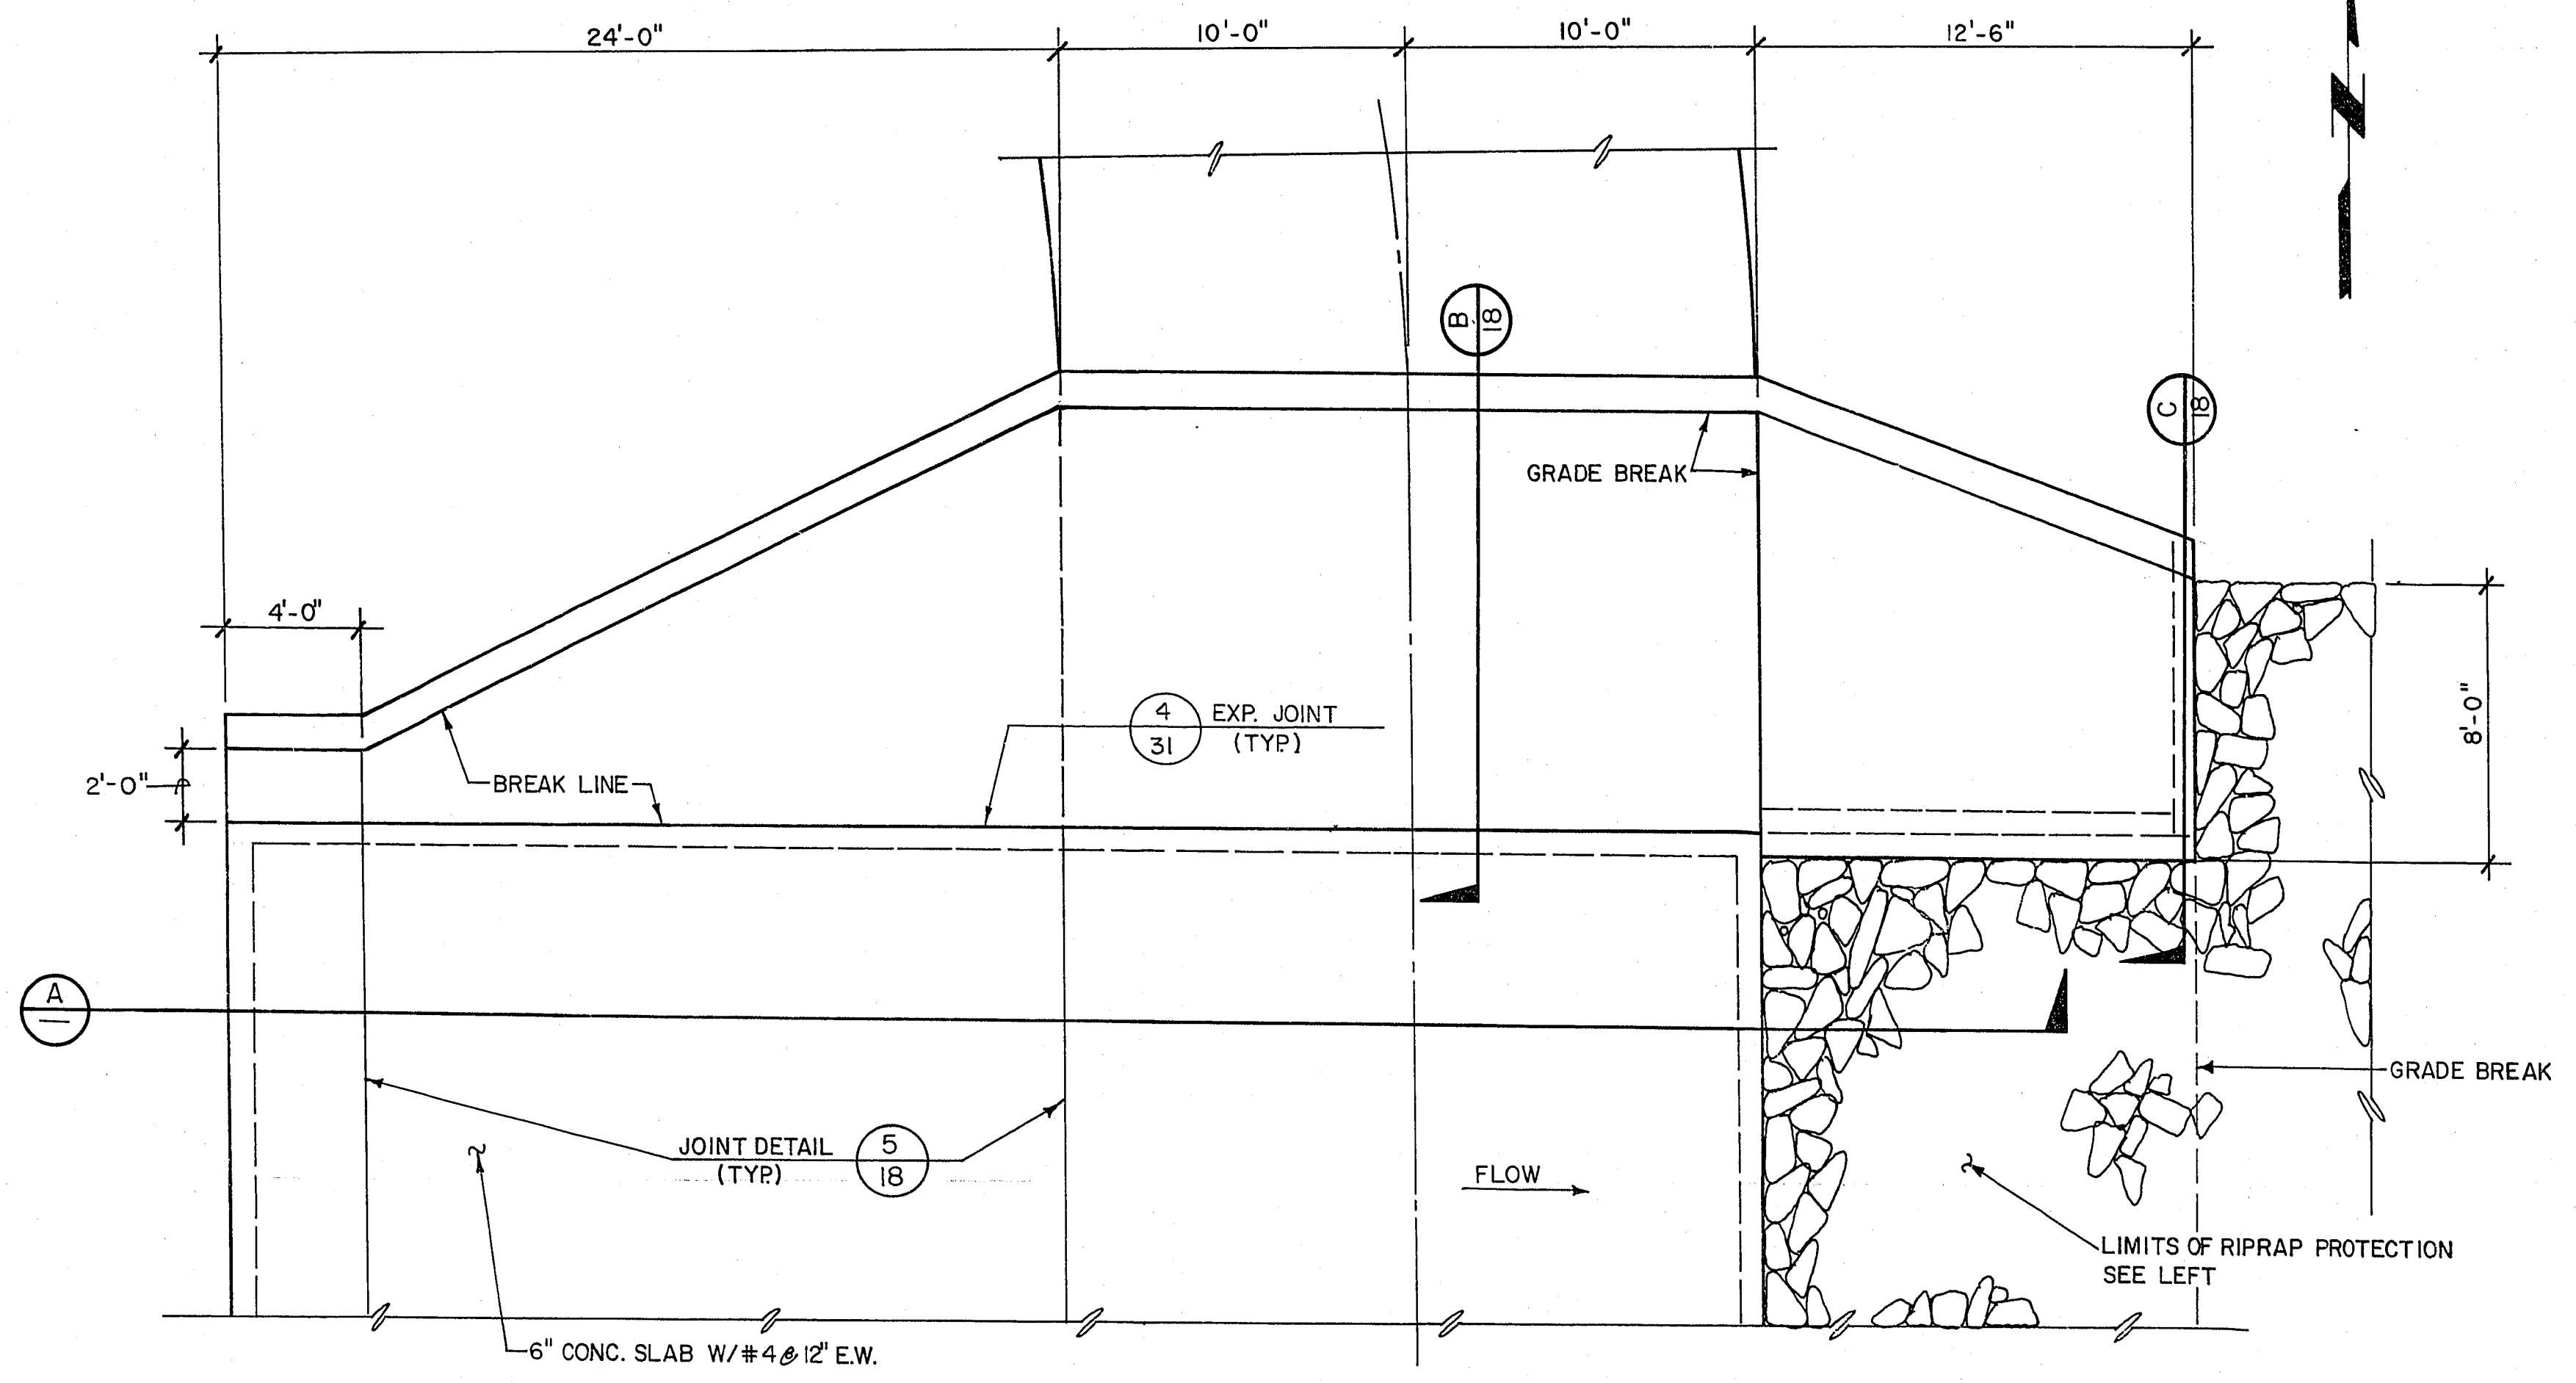 24'-0"
10'-0"
10'-0"
12'-6"
N
B
18
C
18
GRADE BREAK
4'-0"
8'-0"
4
31
EXP. JOINT
(TYP.)
2'-0"
BREAK LINE
A
GRADE BREAK
JOINT DETAIL
(TYP.)
5
18
FLOW
LIMITS OF RIPRAP PROTECTION
SEE LEFT
6" CONC. SLAB W/#4@12" E.W.